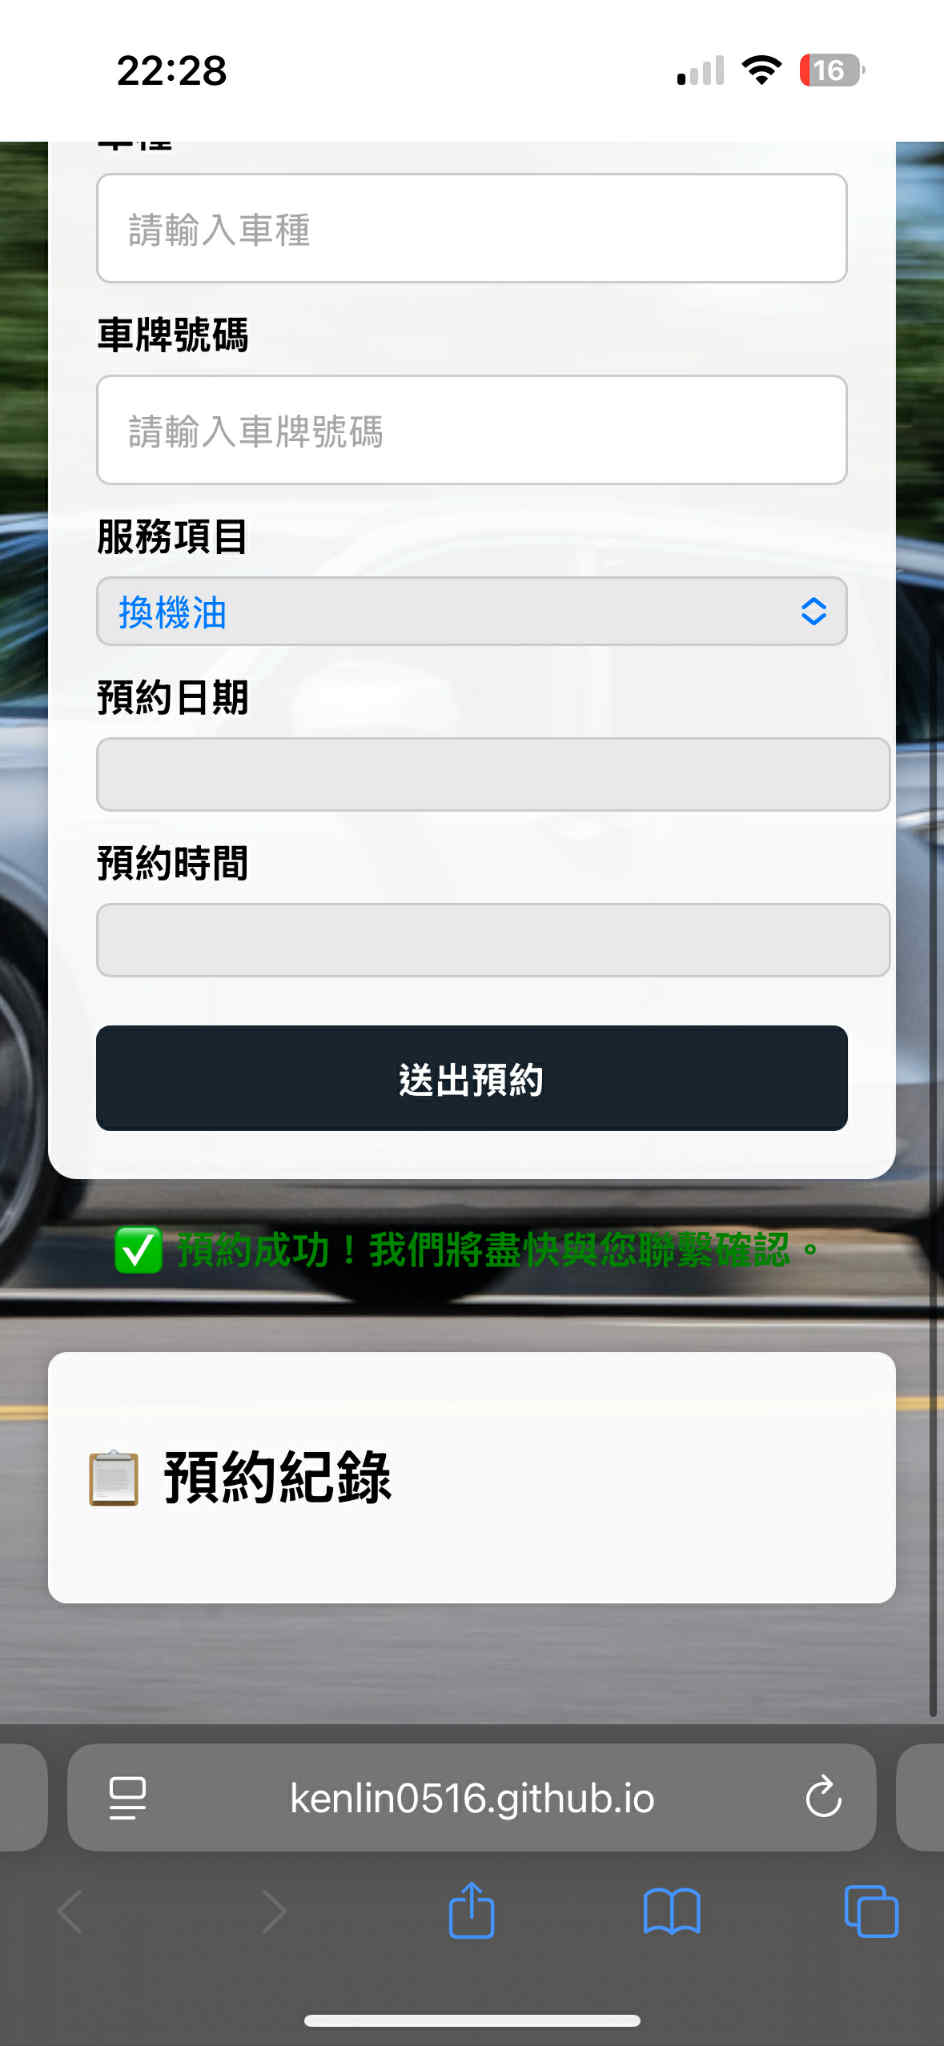 22:28
16
請輸入車種
車牌號碼
請輸入車牌號碼
服務項目
換機油
預約日期
預約時間
送出預約
✅ 預約成功！我們將盡快與您聯繫確認。
📋 預約紀錄
kenlin0516.github.io